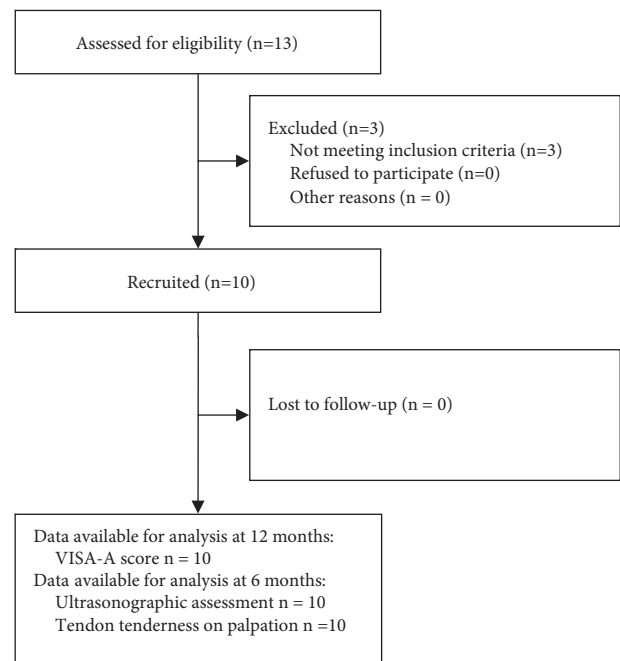 Assessed for eligibility (n=13)
Excluded (n=3)
Not meeting inclusion criteria (n=3)
Refused to participate (n=0)
Other reasons (n = 0)
Recruited (n=10)
Lost to follow-up (n = 0)
Data available for analysis at 12 months:
VISA-A score n = 10
Data available for analysis at 6 months:
Ultrasonographic assessment n = 10
Tendon tenderness on palpation n =10